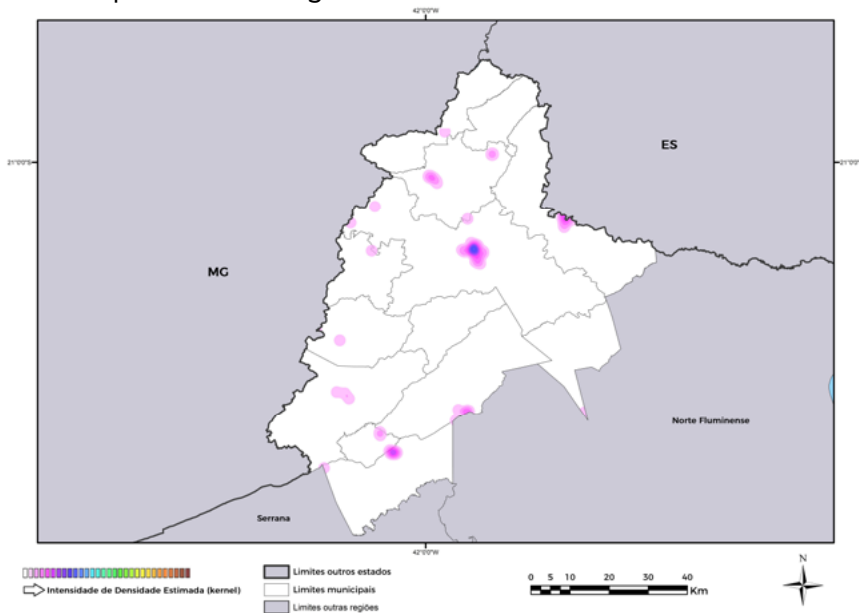 42°0'0"W
ES
21°0'0"S
21°0'0"S
MG
Norte Fluminense
Serrana
42°0'0"W
Intensidade de Densidade Estimada (kernel)
Limites outros estados
Limites municipais
Limites outras regiões
0 5 10 20 30 40
Km
N